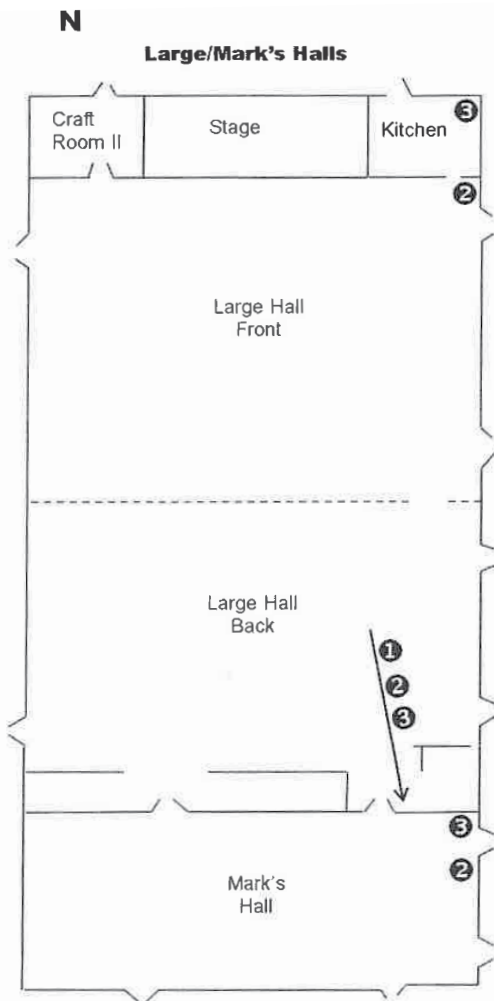 N
Large/Mark's Halls
Craft
Room II
Stage
Kitchen
3
2
Large Hall
Front
Large Hall
Back
1
2
3
3
2
Mark's
Hall